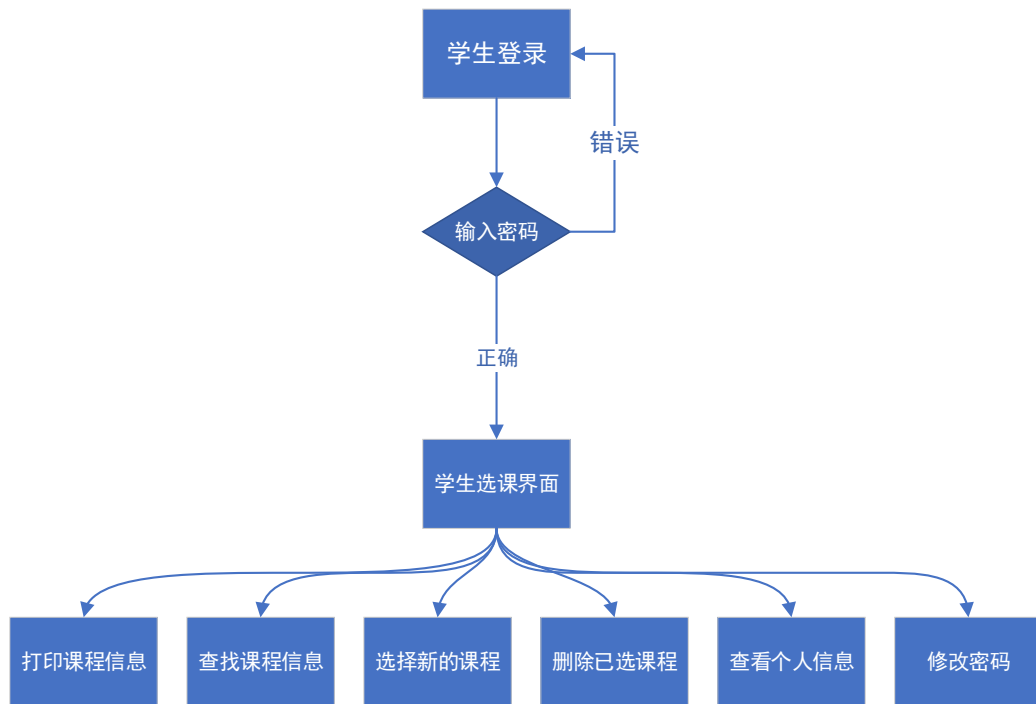 学生登录
错误
输入密码
正确
学生选课界面
打印课程信息
查找课程信息
选择新的课程
删除已选课程
查看个人信息
修改密码